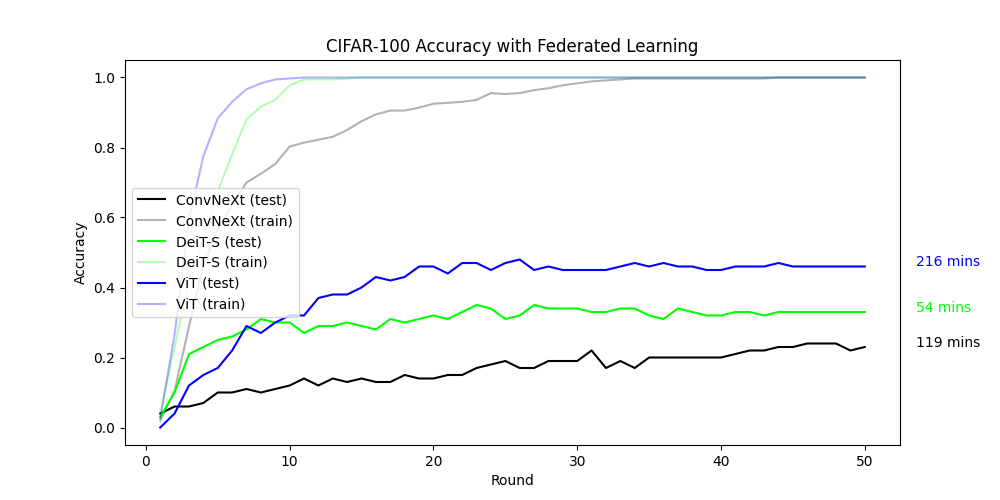 CIFAR-100 Accuracy with Federated Learning
Accuracy
1.0
0.8
0.6
0.4
0.2
0.0
ConvNeXt (test)
ConvNeXt (train)
DeiT-S (test)
DeiT-S (train)
ViT (test)
ViT (train)
216 mins
54 mins
119 mins
0 10 20 30 40 50
Round